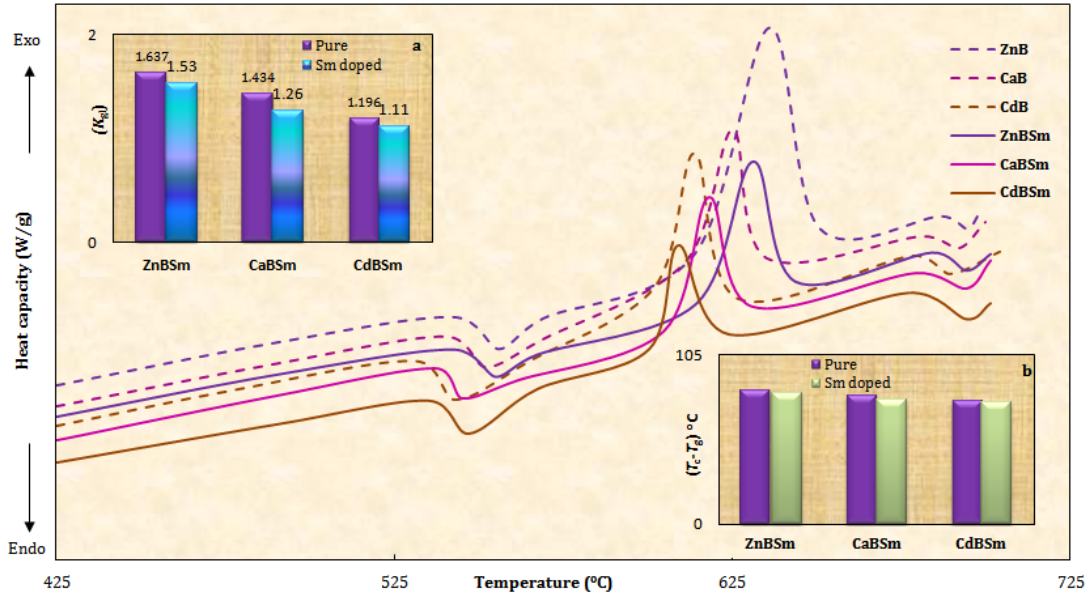 Exo
Heat capacity (W/g)
Endo
2
0
(Kgl)
Pure
Sm doped
a
1.637
1.53
1.434
1.26
1.196
1.11
ZnBSm
CaBSm
CdBSm
ZnB
CaB
CdB
ZnBSm
CaBSm
CdBSm
105
0
(Tc-Tg) °C
Pure
Sm doped
b
ZnBSm
CaBSm
CdBSm
425
525
Temperature (°C)
625
725